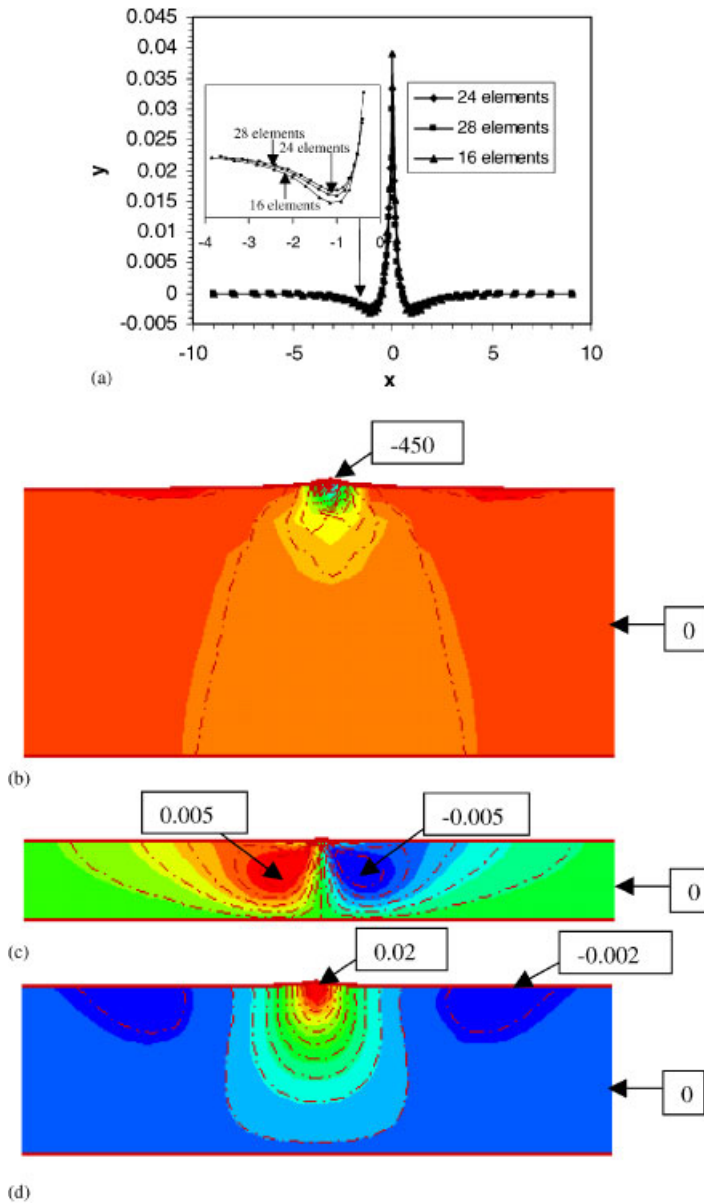 0.045
0.04
0.035
0.03
0.025
0.02
0.015
0.01
0.005
0
-0.005
y
28 elements
24 elements
16 elements
-4 -3 -2 -1 0
24 elements
28 elements
16 elements
-10 -5 0 5 10
x
(a)
-450
0
(b)
0.005
-0.005
0
(c)
0.02
-0.002
0
(d)